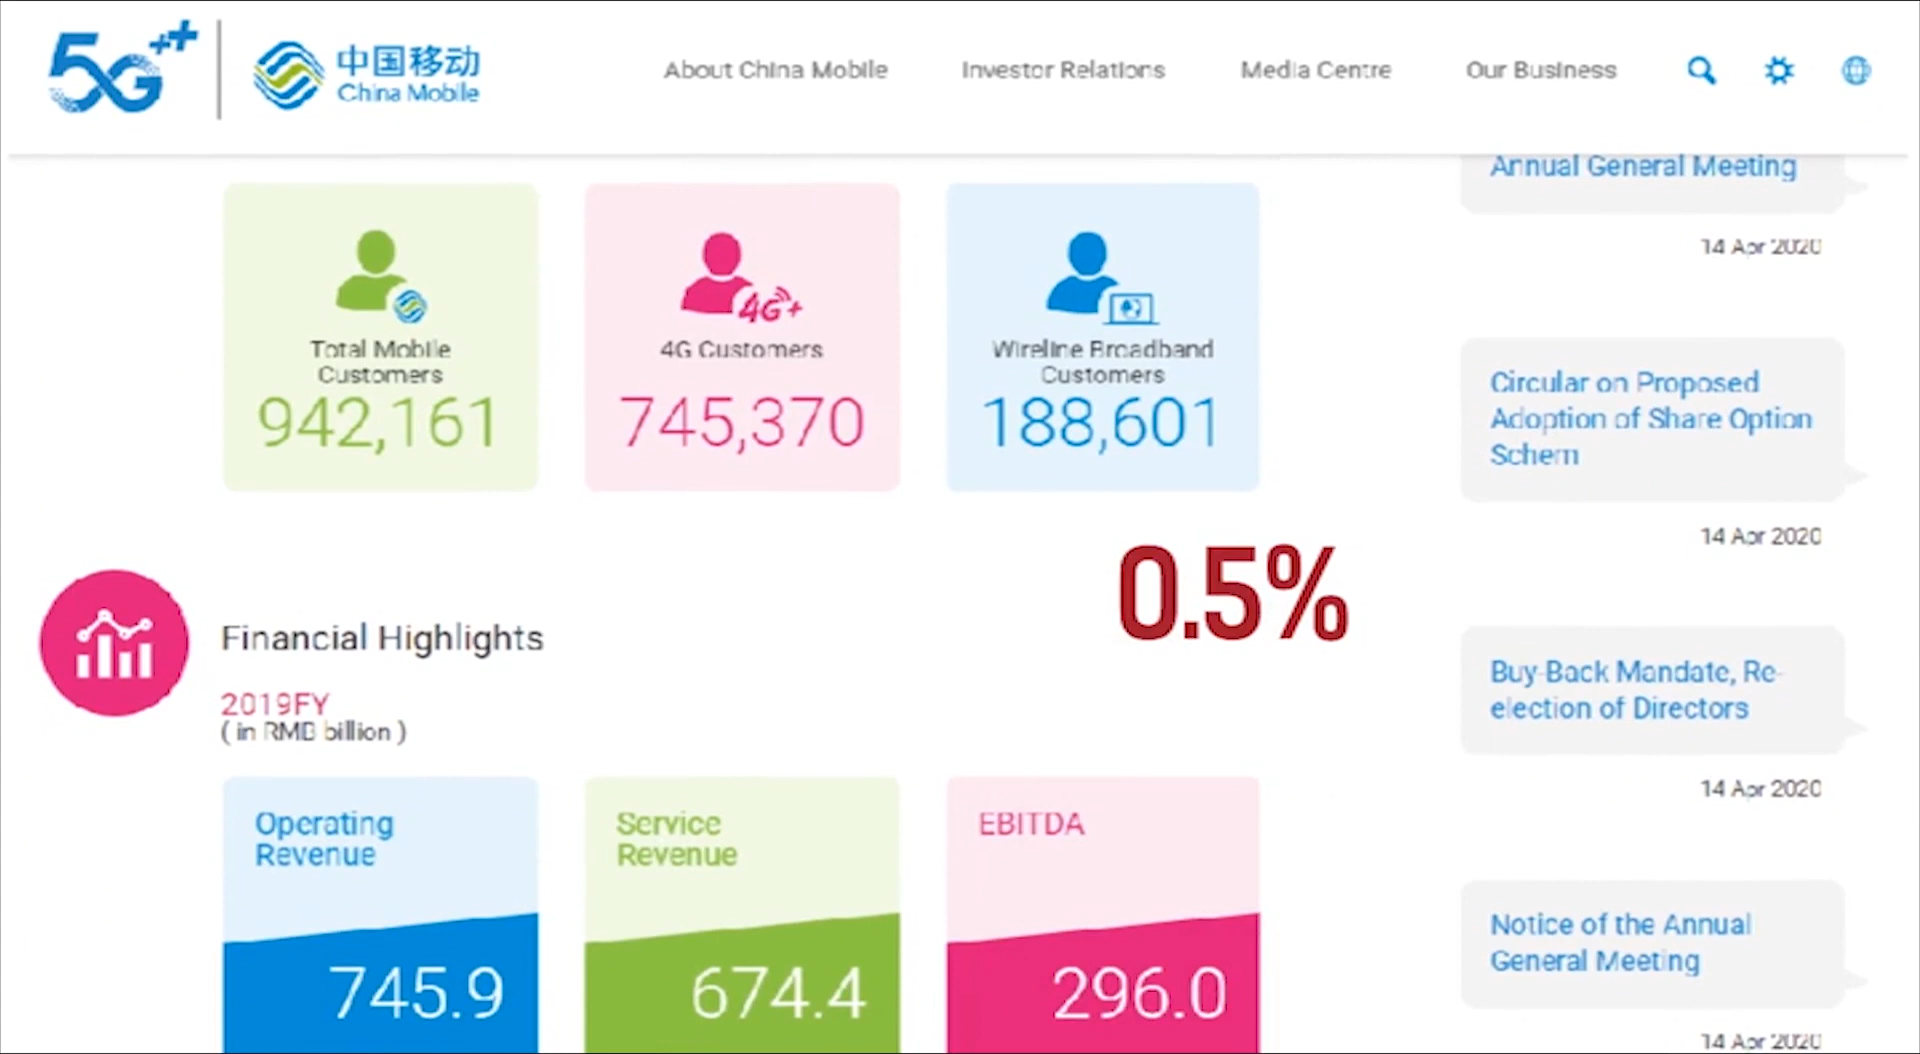 5G++
中国移动
China Mobile
About China Mobile
Investor Relations
Media Centre
Our Business
Total Mobile
Customers
942,161
4G+
4G Customers
745,370
Wireline Broadband
Customers
188,601
Annual General Meeting
14 Apr 2020
Circular on Proposed
Adoption of Share Option
Schem
14 Apr 2020
0.5%
Financial Highlights
2019FY
( in RMB billion )
Buy-Back Mandate, Re-
election of Directors
14 Apr 2020
Operating
Revenue
745.9
Service
Revenue
674.4
EBITDA
296.0
Notice of the Annual
General Meeting
14 Apr 2020